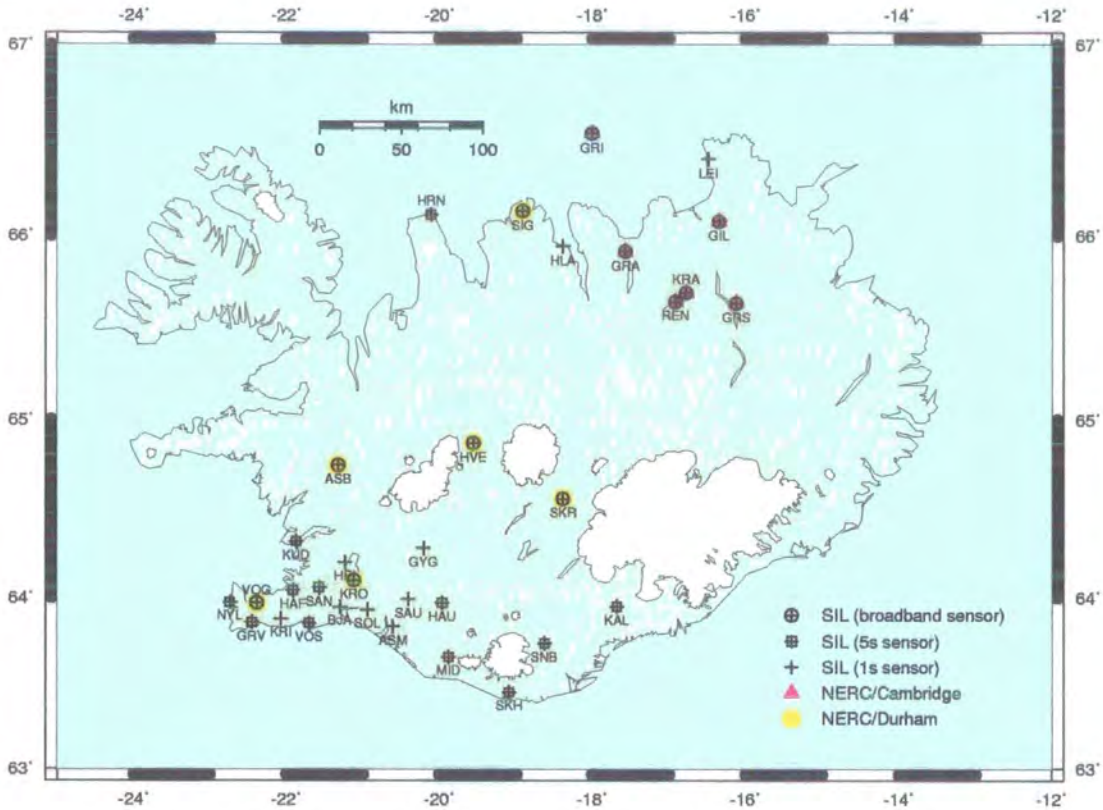 -24° -22° -20° -18° -16° -14° -12°
67° 67°
km
0 50 100
GRI
LEI
HRN
SIG
GIL
66° 66°
HLA
GRA
KRA
REN
GRS
65° 65°
HVE
ASB
SKR
KUD
GYG
KRO
64° 64°
VOG
HAF
SAN
SAU
HAU
NYL
BJA
SOL
KAL
GRV
KRI
VOS
ASM
SIL (broadband sensor)
MID
SNB
SIL (5s sensor)
SIL (1s sensor)
SKH
NERC/Cambridge
NERC/Durham
63° 63°
-24° -22° -20° -18° -16° -14° -12°